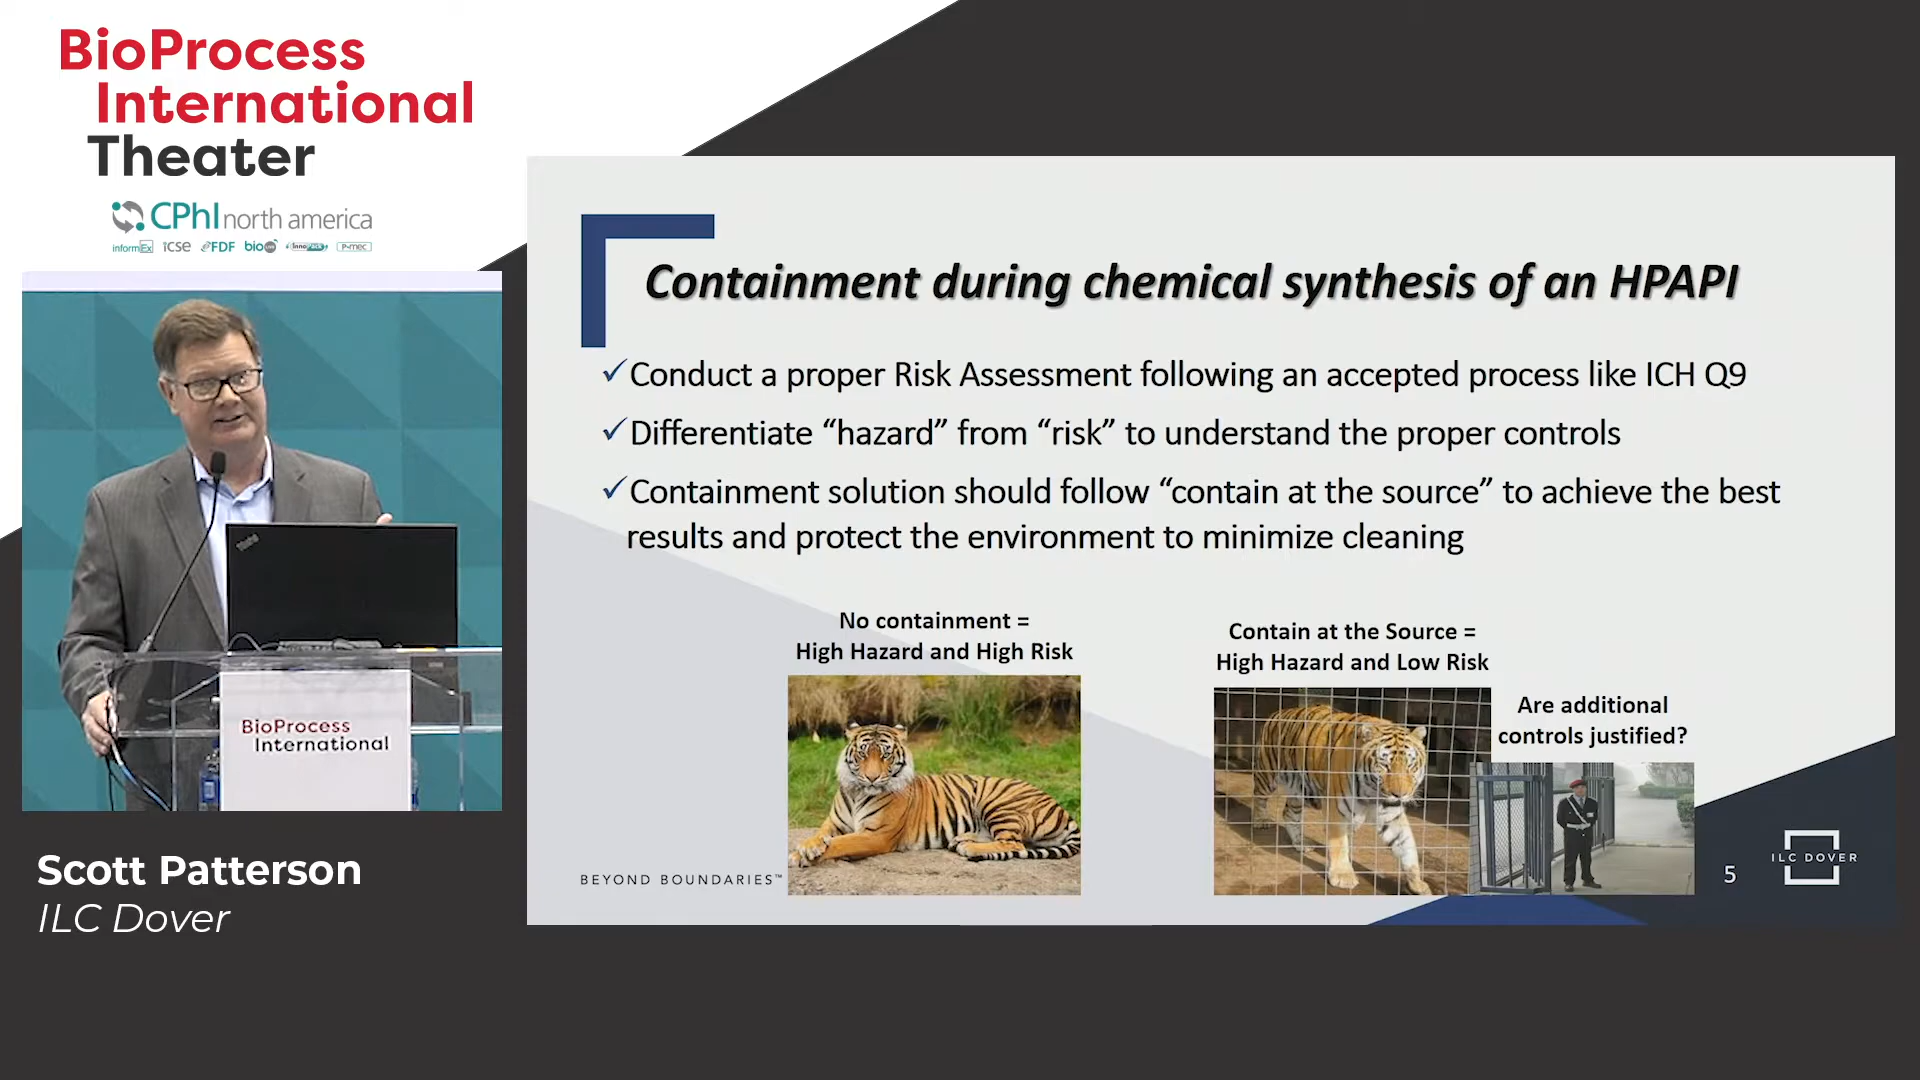 BioProcess
International
Theater
CPhI north america
informEx icse FDF bio InnoPack P-mec
BioProcess
International
Scott Patterson
ILC Dover
Containment during chemical synthesis of an HPAPI
✓Conduct a proper Risk Assessment following an accepted process like ICH Q9
✓Differentiate “hazard” from “risk” to understand the proper controls
✓Containment solution should follow “contain at the source” to achieve the best
results and protect the environment to minimize cleaning
No containment =
High Hazard and High Risk
Contain at the Source =
High Hazard and Low Risk
Are additional
controls justified?
BEYOND BOUNDARIES™
5
ILC DOVER